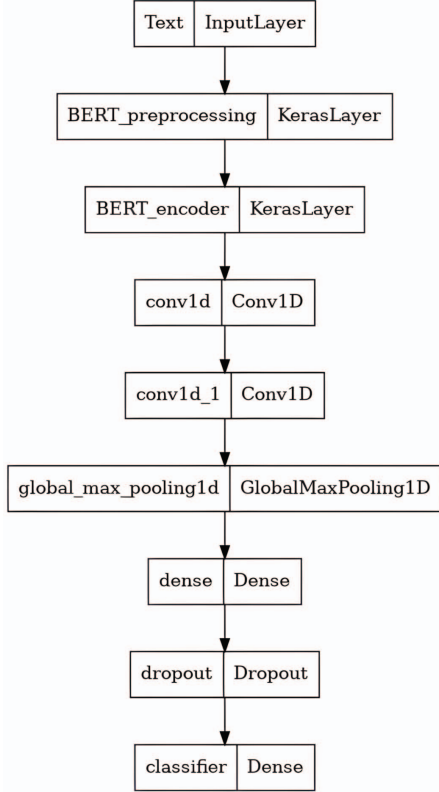 Text InputLayer
BERT_preprocessing KerasLayer
BERT_encoder KerasLayer
conv1d Conv1D
conv1d_1 Conv1D
global_max_pooling1d GlobalMaxPooling1D
dense Dense
dropout Dropout
classifier Dense